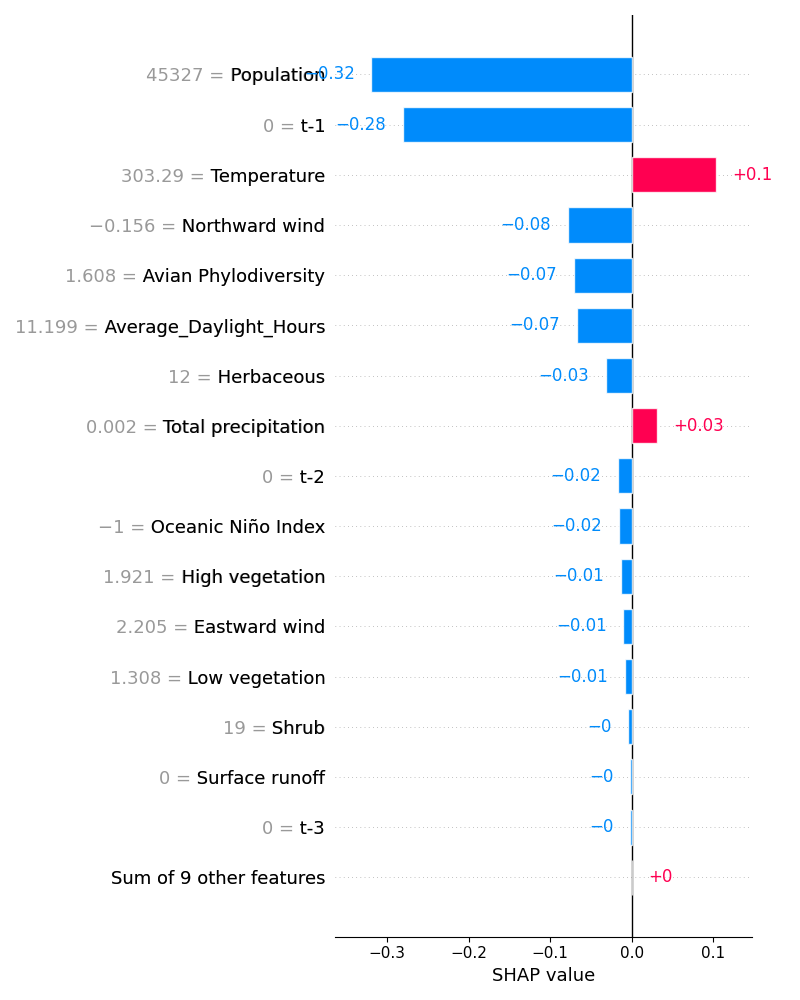 45327 = Population −0.32
0 = t-1 −0.28
303.29 = Temperature +0.1
−0.156 = Northward wind −0.08
1.608 = Avian Phylodiversity −0.07
11.199 = Average_Daylight_Hours −0.07
12 = Herbaceous −0.03
0.002 = Total precipitation +0.03
0 = t-2 −0.02
−1 = Oceanic Niño Index −0.02
1.921 = High vegetation −0.01
2.205 = Eastward wind −0.01
1.308 = Low vegetation −0.01
19 = Shrub −0
0 = Surface runoff −0
0 = t-3 −0
Sum of 9 other features +0
−0.3 −0.2 −0.1 0.0 0.1
SHAP value